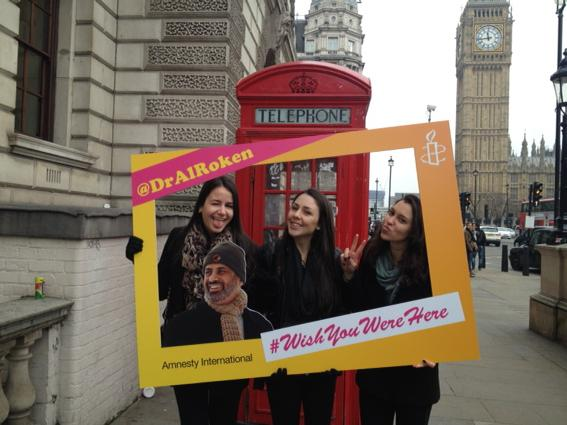 TELEPHONE
@DrAlRoken
#WishYouWereHere
Amnesty International